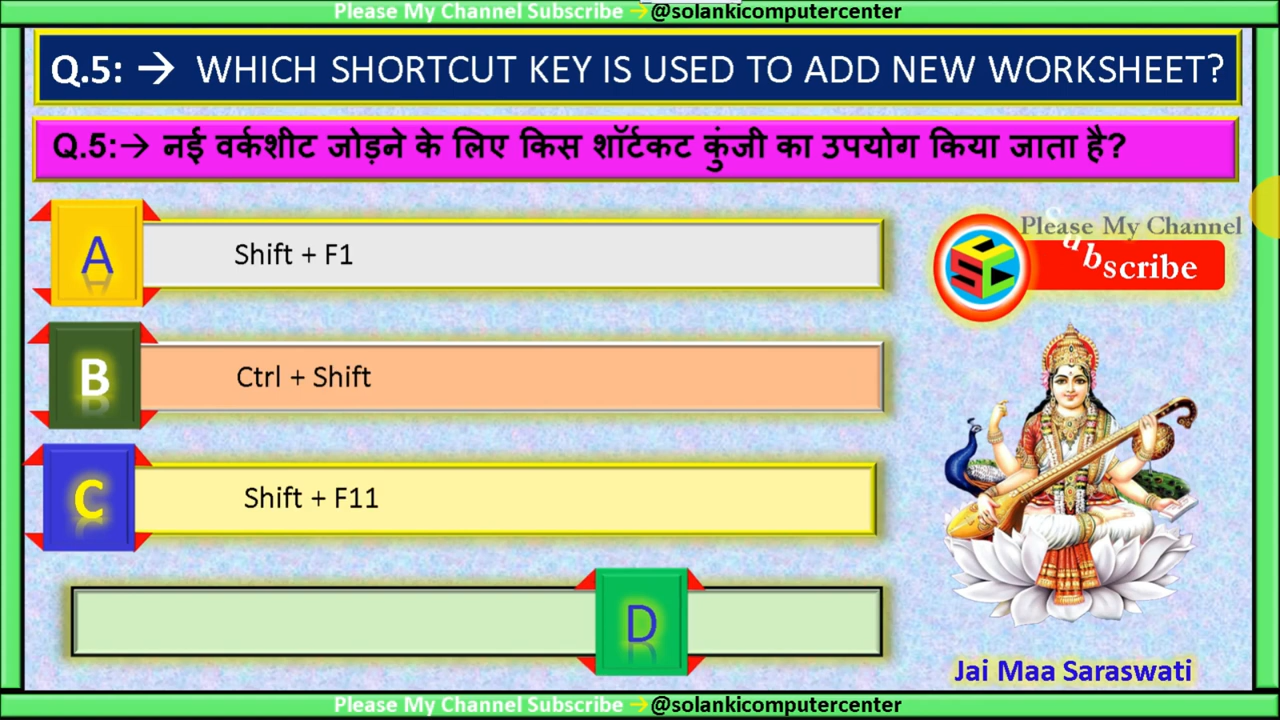 Please My Channel Subscribe → @solankicomputercenter
Q.5: → WHICH SHORTCUT KEY IS USED TO ADD NEW WORKSHEET?
Q.5:→ नई वर्कशीट जोड़ने के लिए किस शॉर्टकट कुंजी का उपयोग किया जाता है?
A Shift + F1
Please My Channel
Subscribe
SCC
B Ctrl + Shift
C Shift + F11
D
Jai Maa Saraswati
Please My Channel Subscribe → @solankicomputercenter